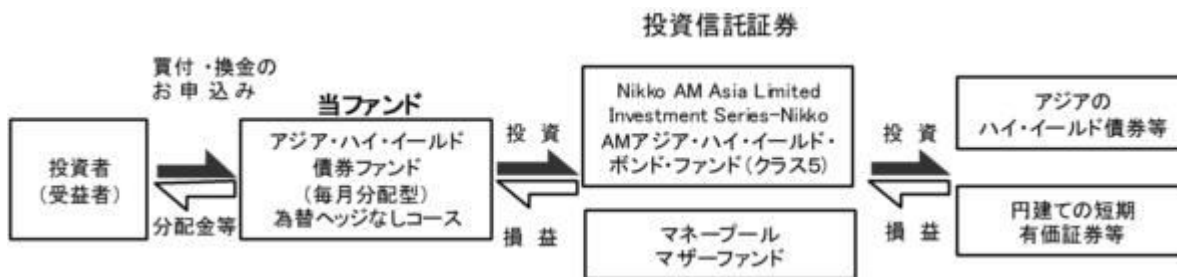 投資信託証券
買付・換金の
お申込み
当ファンド
投資者
(受益者)
分配金等
アジア・ハイ・イールド
債券ファンド
(毎月分配型)
為替ヘッジなしコース
投資
損益
Nikko AM Asia Limited
Investment Series-Nikko
AMアジア・ハイ・イールド・
ボンド・ファンド(クラス5)
マネープール
マザーファンド
投資
損益
アジアの
ハイ・イールド債券等
円建ての短期
有価証券等